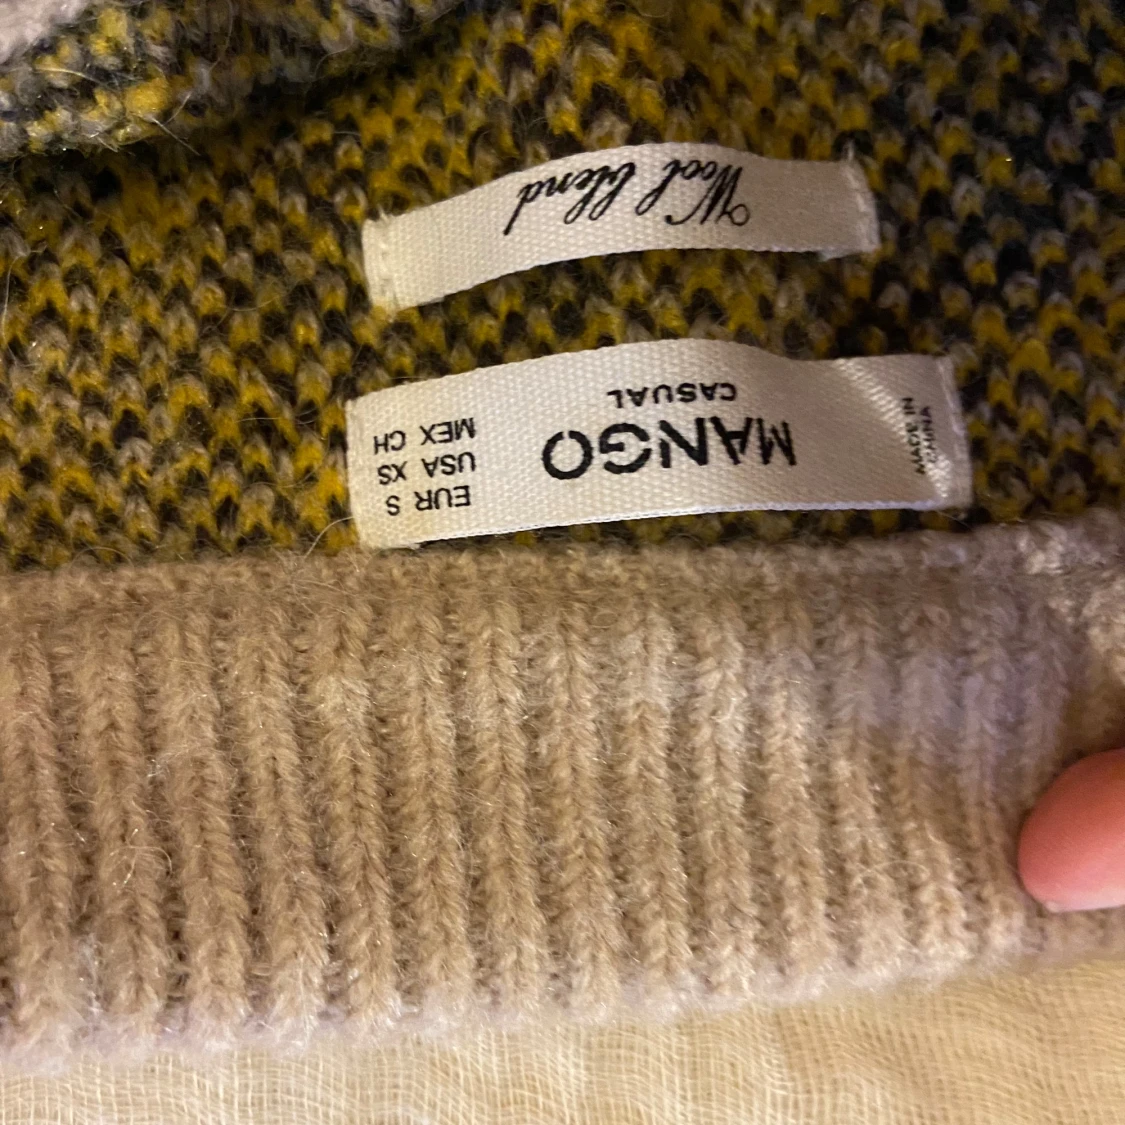 MANGO
CASUAL
EUR S
USA XS
MEX CH
MADE IN
CHINA
Wool blend